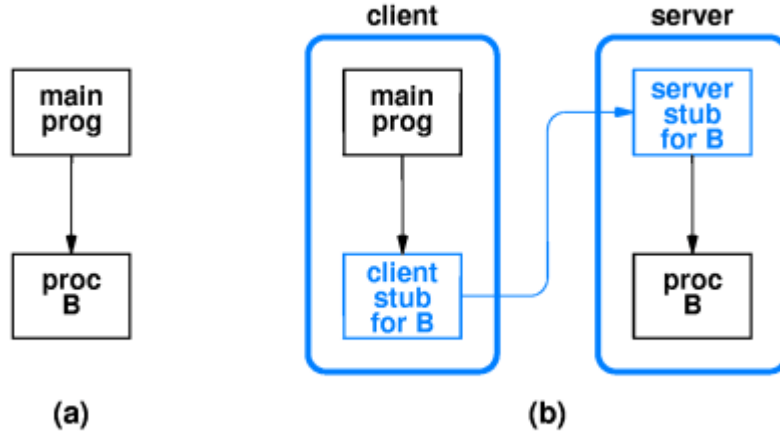 client
server
main
prog
proc
B
main
prog
client
stub
for B
server
stub
for B
proc
B
(a)
(b)